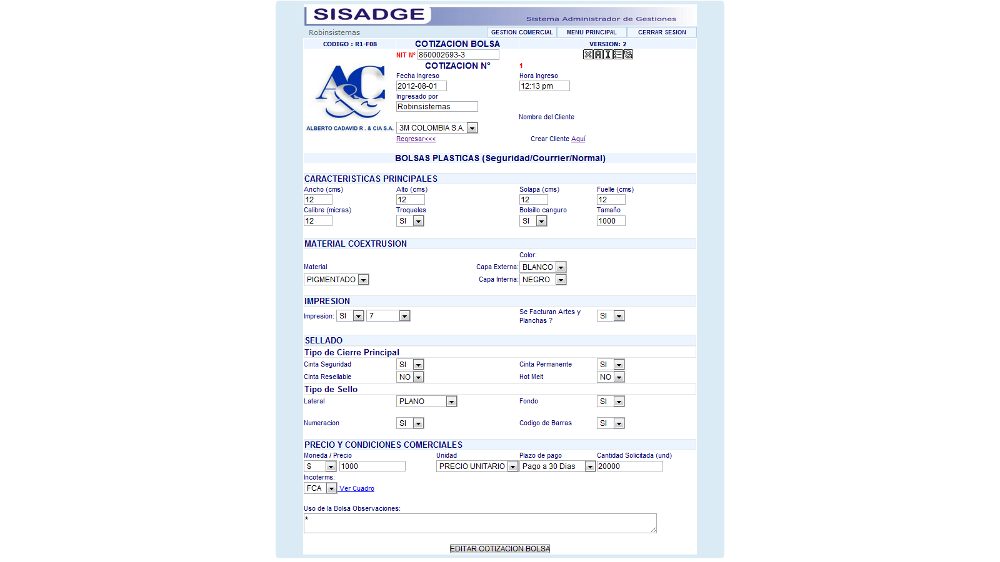 SISADGE
Sistema Administrador de Gestiones
Robinsistemas
GESTION COMERCIAL MENU PRINCIPAL CERRAR SESION
CODIGO : R1-F08 COTIZACION BOLSA VERSION: 2
NIT N° 860002693-3
COTIZACION N° 1
Fecha Ingreso Hora Ingreso
2012-08-01 12:13 pm
Ingresado por
Robinsistemas
Nombre del Cliente
A&C
ALBERTO CADAVID R . & CIA S.A.
3M COLOMBIA S.A.
Regresar<<< Crear Cliente Aquí
BOLSAS PLASTICAS (Seguridad/Courrier/Normal)
CARACTERISTICAS PRINCIPALES
Ancho (cms) Alto (cms) Solapa (cms) Fuelle (cms)
12 12 12 12
Calibre (micras) Troqueles Bolsillo canguro Tamaño
12 SI SI 1000
MATERIAL COEXTRUSION
Color:
Material Capa Externa: BLANCO
PIGMENTADO Capa Interna: NEGRO
IMPRESION
Impresion: SI 7 Se Facturan Artes y
Planchas ? SI
SELLADO
Tipo de Cierre Principal
Cinta Seguridad SI Cinta Permanente SI
Cinta Resellable NO Hot Melt NO
Tipo de Sello
Lateral PLANO Fondo SI
Numeracion SI Codigo de Barras SI
PRECIO Y CONDICIONES COMERCIALES
Moneda / Precio Unidad Plazo de pago Cantidad Solicitada (und)
$ 1000 PRECIO UNITARIO Pago a 30 Dias 20000
Incoterms:
FCA Ver Cuadro
Uso de la Bolsa Observaciones:
*
EDITAR COTIZACION BOLSA